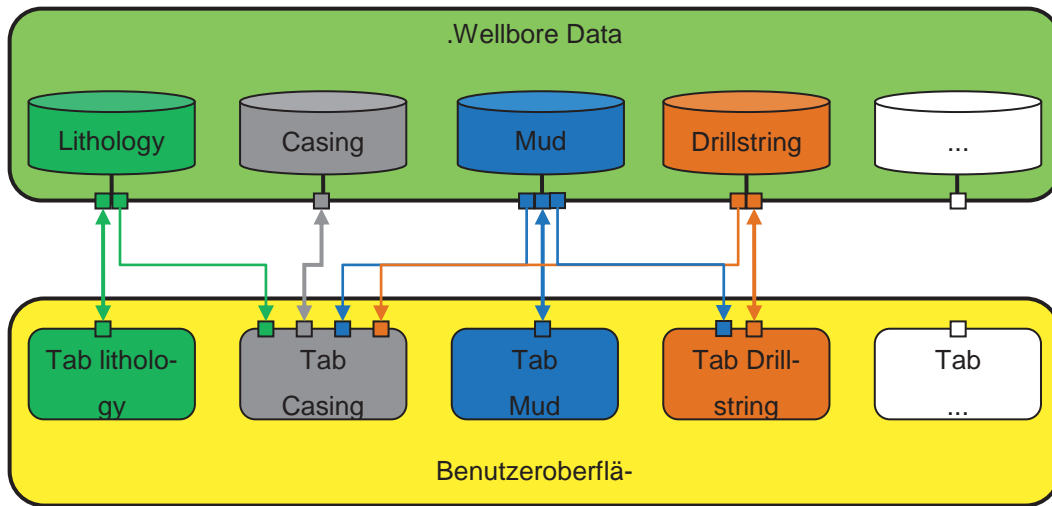 .Wellbore Data
Lithology
Casing
Mud
Drillstring
...
Tab litholo-
gy
Tab
Casing
Tab
Mud
Tab Drill-
string
Tab
...
Benutzeroberflä-